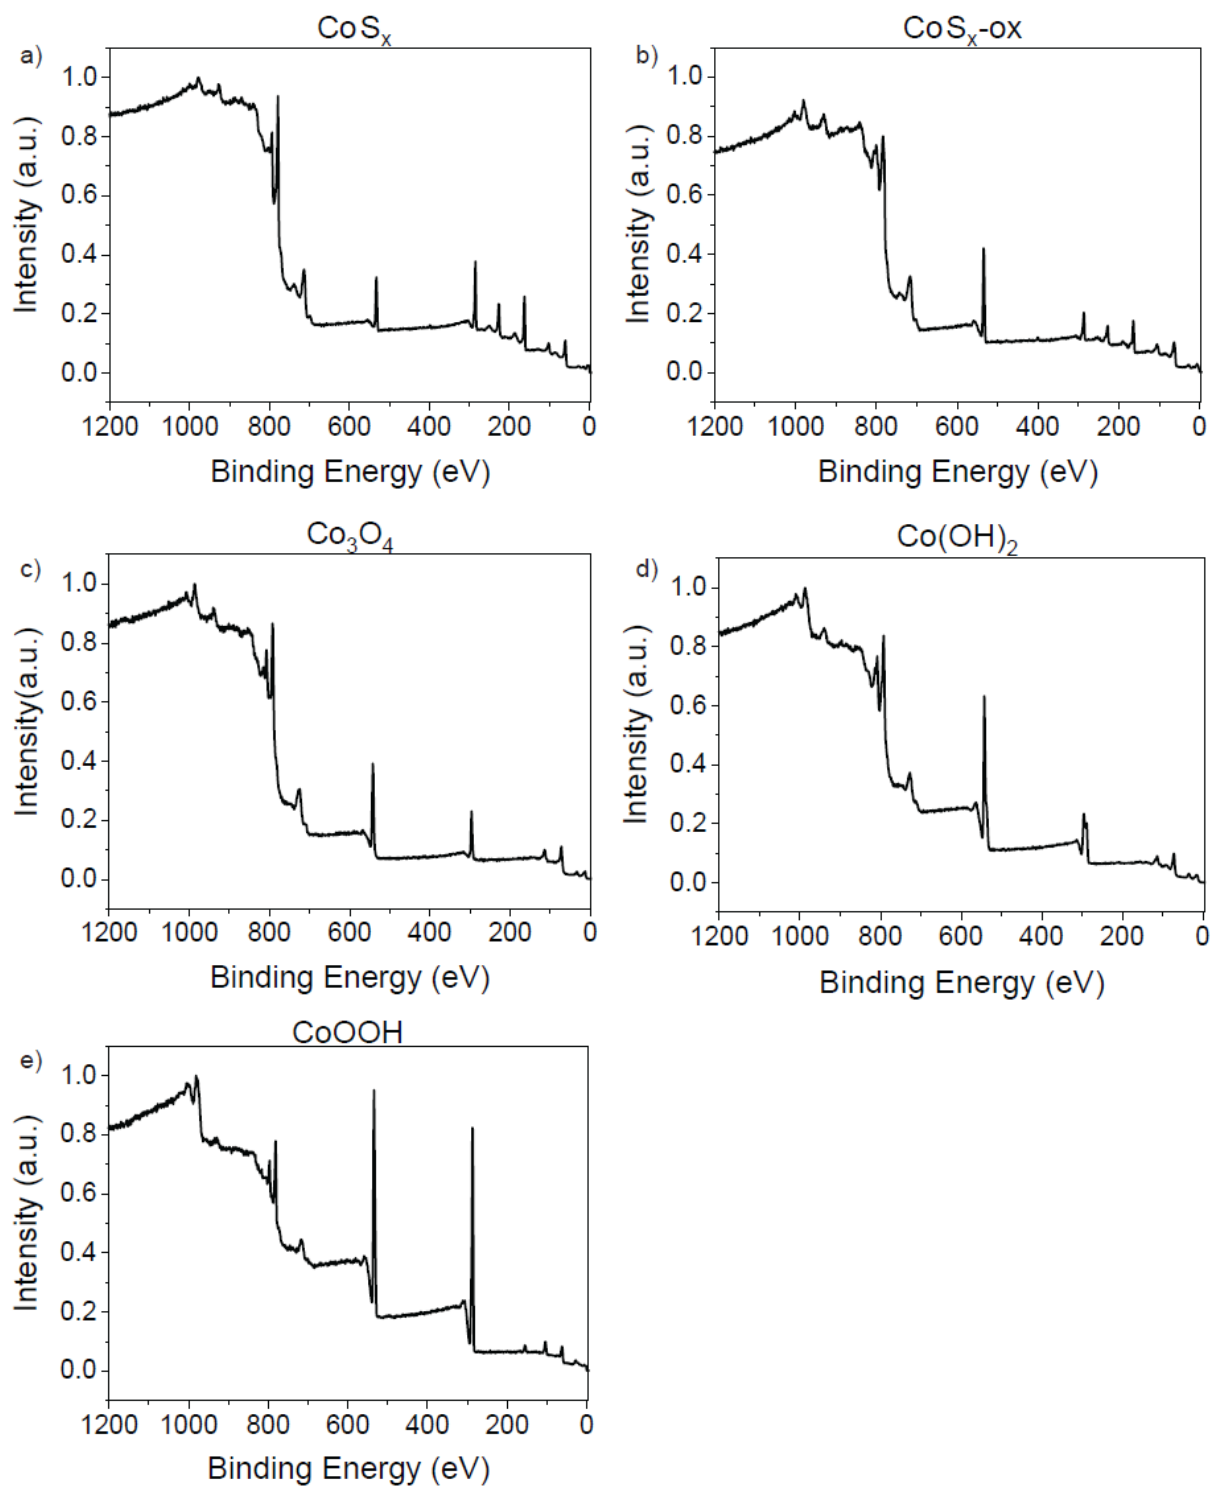 CoSₓ
a)
Intensity (a.u.)
1.0
0.8
0.6
0.4
0.2
0.0
1200 1000 800 600 400 200 0
Binding Energy (eV)
CoSₓ-ox
b)
Intensity (a.u.)
1.0
0.8
0.6
0.4
0.2
0.0
1200 1000 800 600 400 200 0
Binding Energy (eV)
Co₃O₄
c)
Intensity(a.u.)
1.0
0.8
0.6
0.4
0.2
0.0
1200 1000 800 600 400 200 0
Binding Energy (eV)
Co(OH)₂
d)
Intensity (a.u.)
1.0
0.8
0.6
0.4
0.2
0.0
1200 1000 800 600 400 200 0
Binding Energy (eV)
CoOOH
e)
Intensity (a.u.)
1.0
0.8
0.6
0.4
0.2
0.0
1200 1000 800 600 400 200 0
Binding Energy (eV)